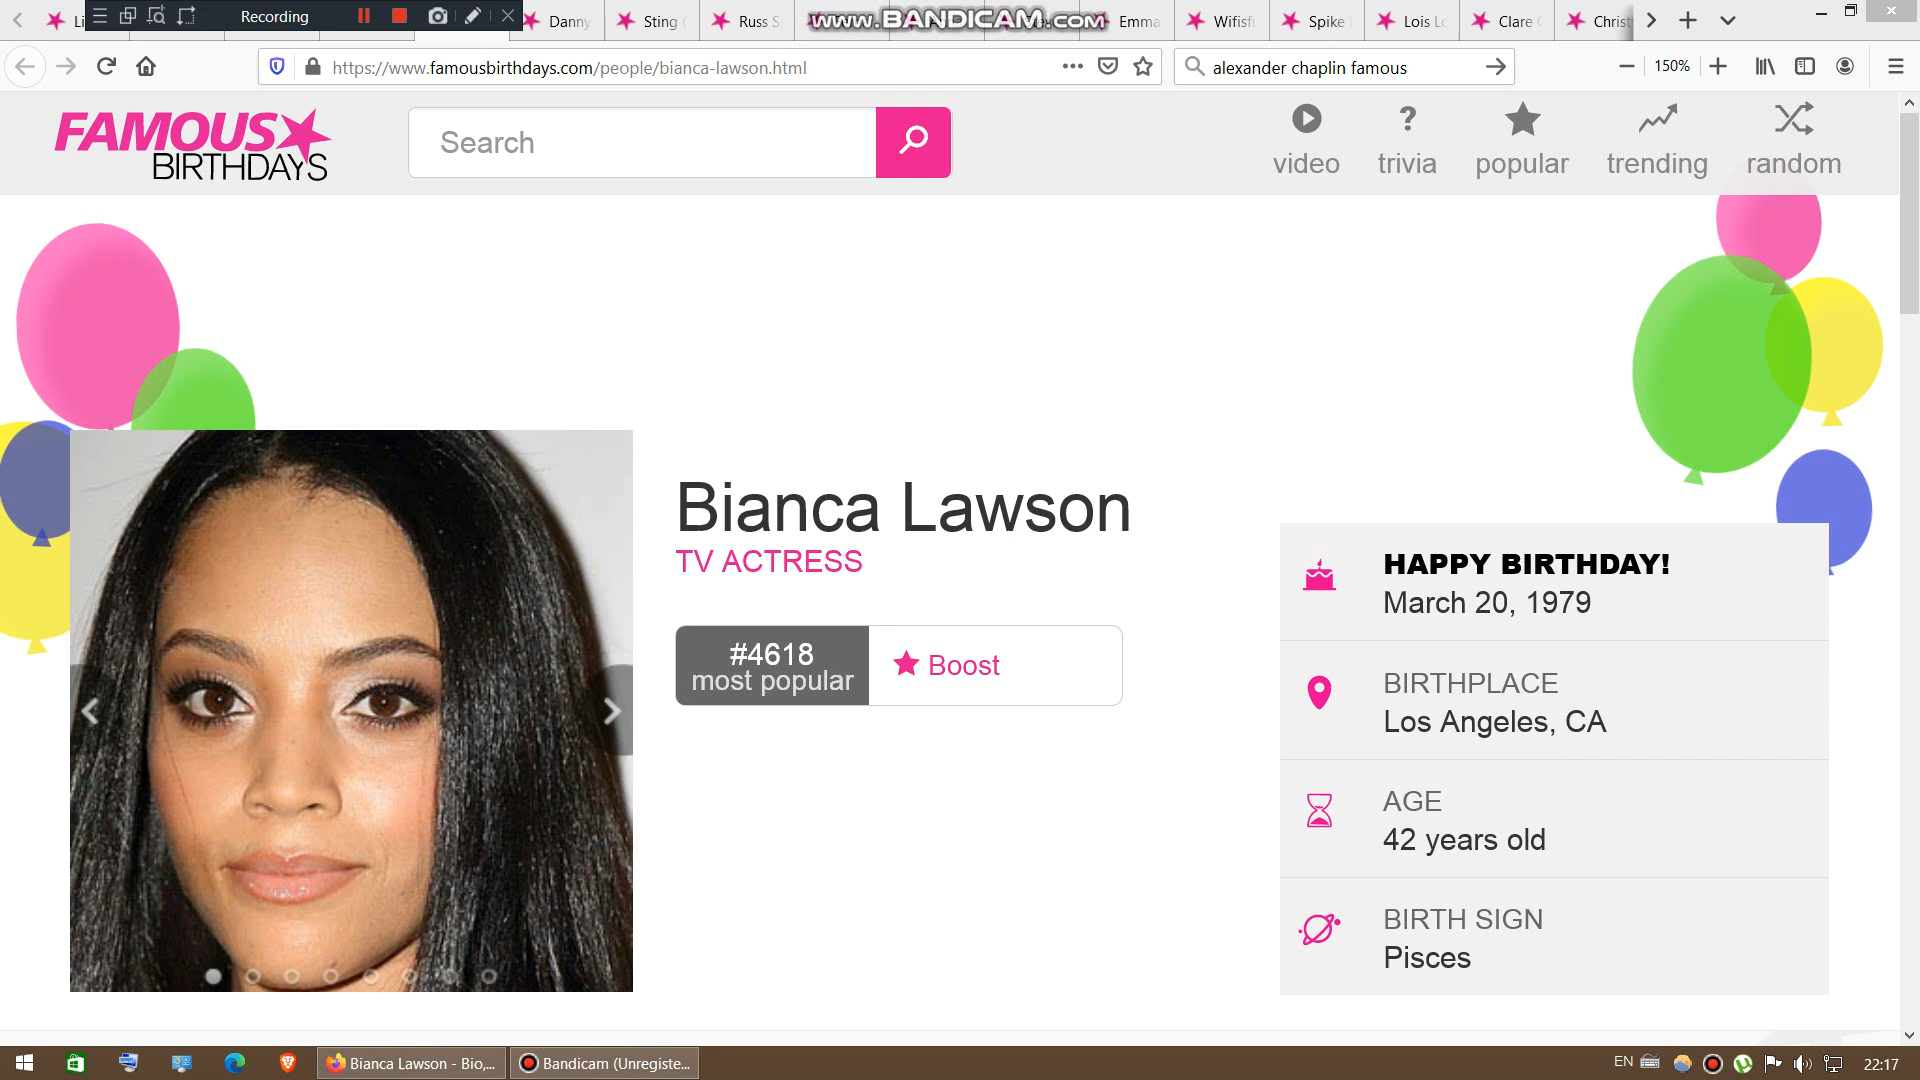 Recording
www.BANDICAM.com
Li
Danny
Sting
Russ S
Emma
Wifisfu
Spike
Lois Lo
Clare
Christ
https://www.famousbirthdays.com/people/bianca-lawson.html
alexander chaplin famous
150%
FAMOUS
BIRTHDAYS
Search
video
trivia
popular
trending
random
Bianca Lawson
TV ACTRESS
#4618
most popular
Boost
HAPPY BIRTHDAY!
March 20, 1979
BIRTHPLACE
Los Angeles, CA
AGE
42 years old
BIRTH SIGN
Pisces
Bianca Lawson - Bio,...
Bandicam (Unregiste...
EN
22:17